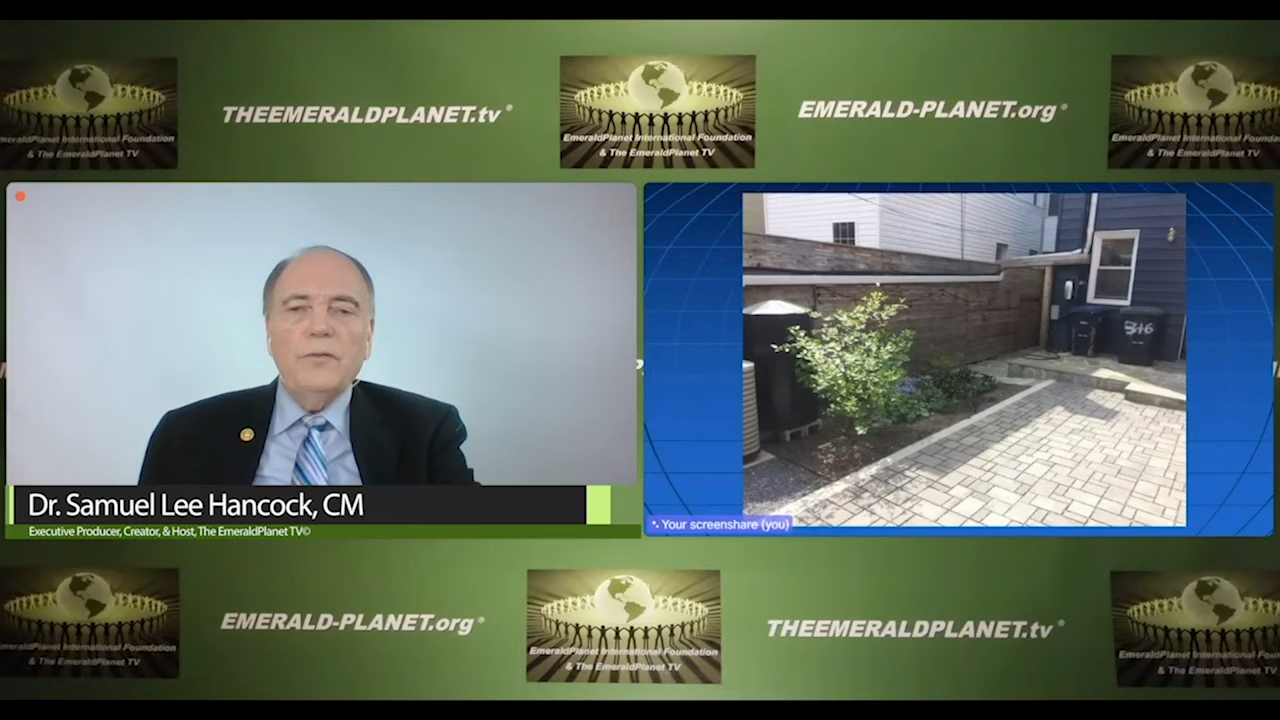 THEEMERALDPLANET.tv®
EMERALD-PLANET.org®
EmeraldPlanet International Foundation
& The EmeraldPlanet TV
EmeraldPlanet International Foundation
& The EmeraldPlanet TV
EmeraldPlanet International
& The EmeraldPlanet TV
316
Your screenshare (you)
Dr. Samuel Lee Hancock, CM
Executive Producer, Creator, & Host, The EmeraldPlanet TV©
EMERALD-PLANET.org®
THEEMERALDPLANET.tv®
EmeraldPlanet International Foundation
& The EmeraldPlanet TV
EmeraldPlanet International Foundation
& The EmeraldPlanet TV
EmeraldPlanet International
& The EmeraldPlanet TV